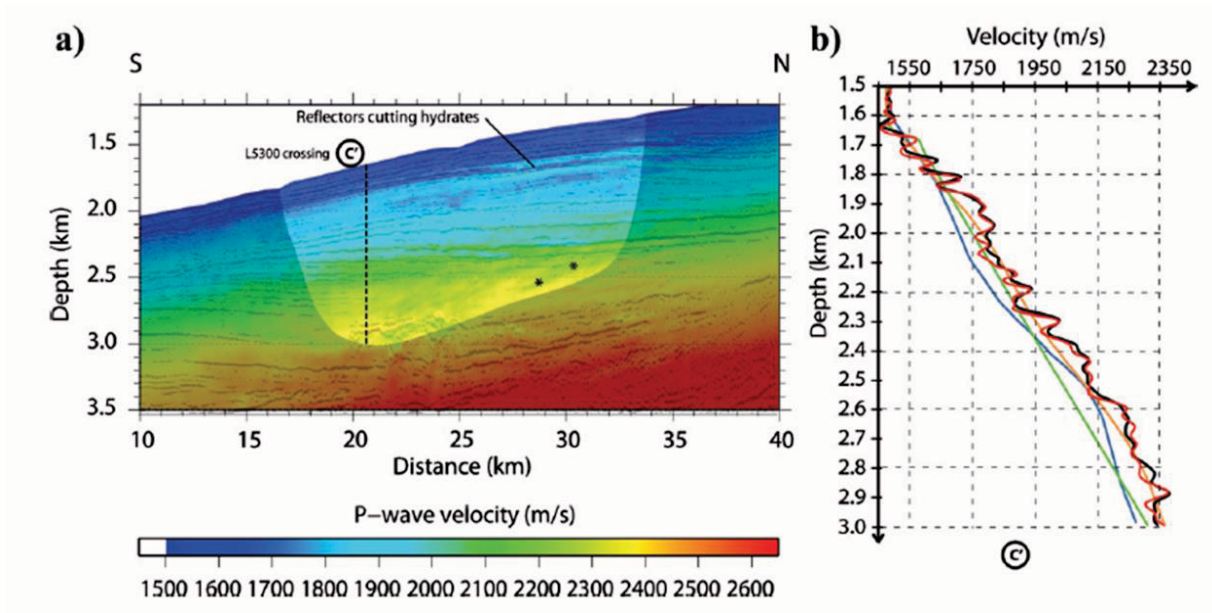 a)
S N
Reflectors cutting hydrates
L5300 crossing C'
Depth (km)
1.5
2.0
2.5
3.0
3.5
* *
10 15 20 25 30 35 40
Distance (km)
P-wave velocity (m/s)
1500 1600 1700 1800 1900 2000 2100 2200 2300 2400 2500 2600
b)
Velocity (m/s)
1550 1750 1950 2150 2350
Depth (km)
1.5
1.6
1.7
1.8
1.9
2.0
2.1
2.2
2.3
2.4
2.5
2.6
2.7
2.8
2.9
3.0
C'